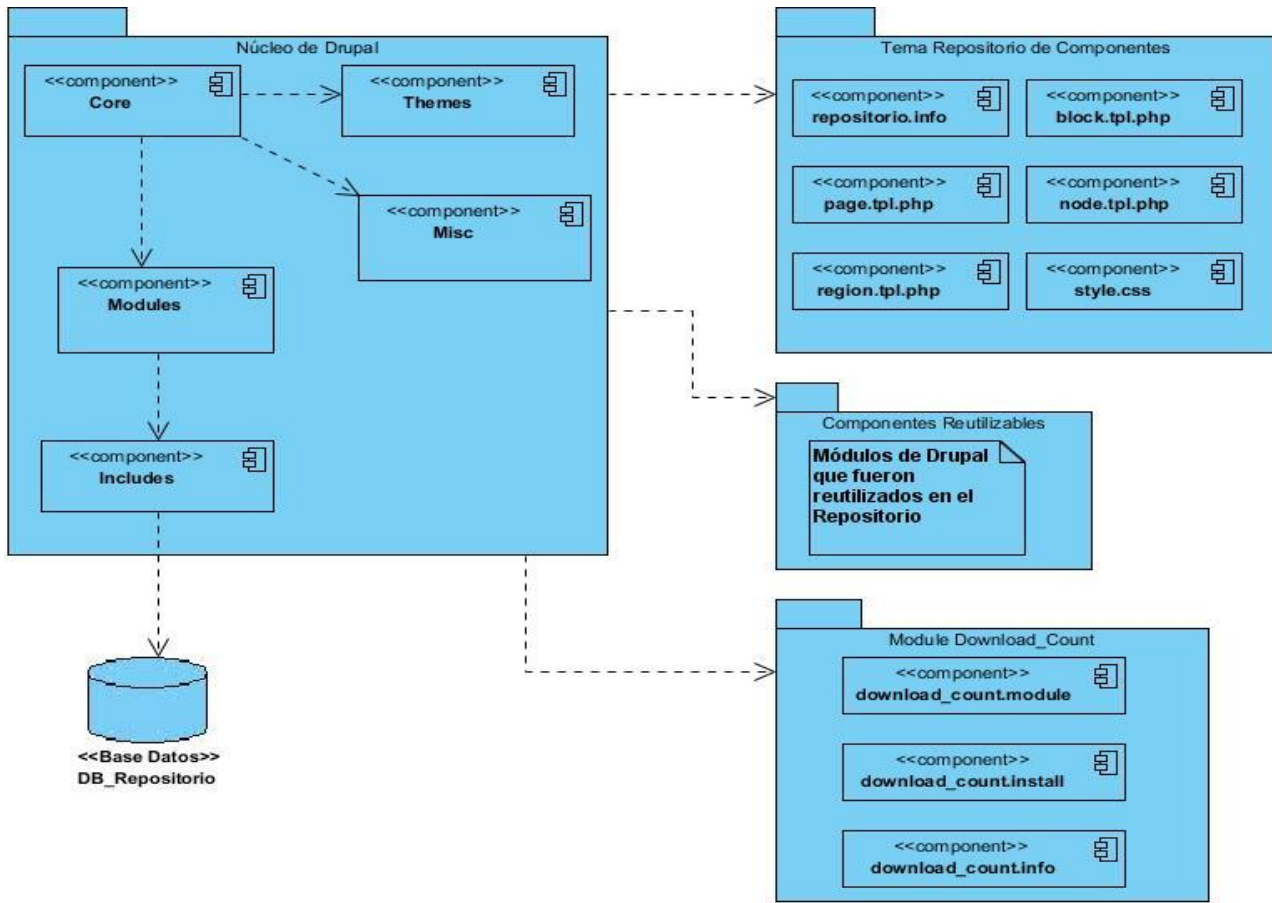 Núcleo de Drupal
<<component>>
Core
<<component>>
Themes
<<component>>
Misc
<<component>>
Modules
<<component>>
Includes
<<Base Datos>>
DB_Repositorio
Tema Repositorio de Componentes
<<component>>
repositorio.info
<<component>>
block.tpl.php
<<component>>
page.tpl.php
<<component>>
node.tpl.php
<<component>>
region.tpl.php
<<component>>
style.css
Componentes Reutilizables
Módulos de Drupal
que fueron
reutilizados en el
Repositorio
Module Download_Count
<<component>>
download_count.module
<<component>>
download_count.install
<<component>>
download_count.info